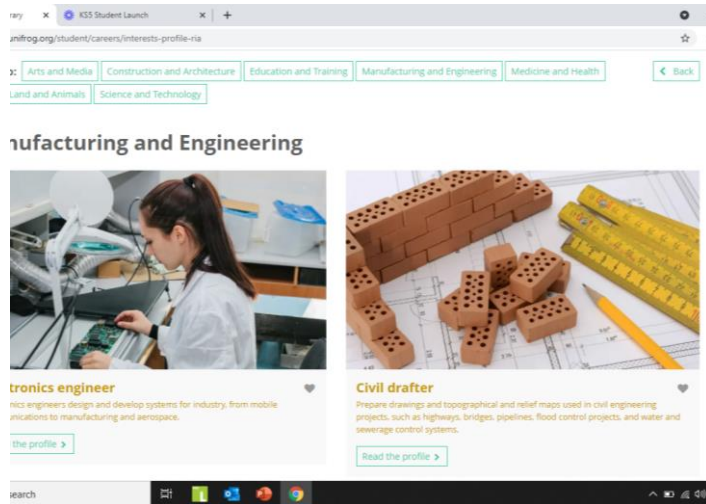 rary
KS5 Student Launch
unifrog.org/student/careers/interests-profile-ria
o: Arts and Media Construction and Architecture Education and Training Manufacturing and Engineering Medicine and Health Back
Land and Animals Science and Technology
nufacturing and Engineering
tronics engineer
nics engineers design and develop systems for industry, from mobile
unications to manufacturing and aerospace.
the profile
Civil drafter
Prepare drawings and topographical and relief maps used in civil engineering
projects, such as highways, bridges, pipelines, flood control projects, and water and
sewerage control systems.
Read the profile
search